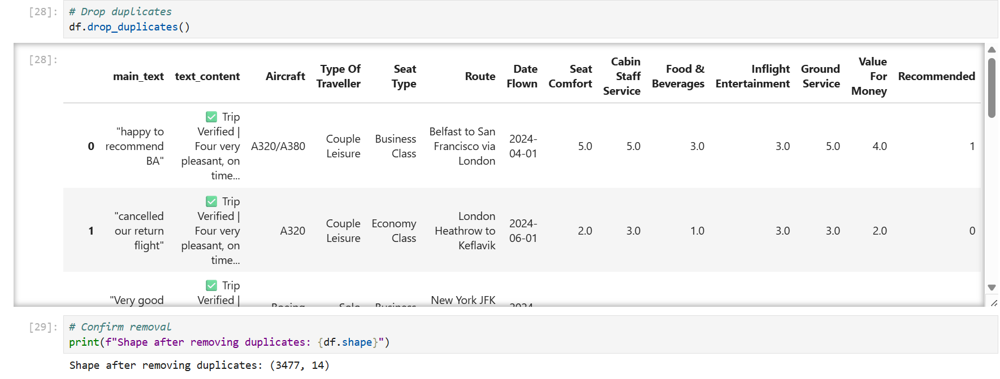 [28]: # Drop duplicates
df.drop_duplicates()
[28]:
main_text text_content Aircraft Type Of Traveller Seat Type Route Date Flown Seat Comfort Cabin Staff Service Food & Beverages Inflight Entertainment Ground Service Value For Money Recommended
0 "happy to recommend BA" ✅ Trip Verified | Four very pleasant, on time... A320/A380 Couple Leisure Business Class Belfast to San Francisco via London 2024-04-01 5.0 5.0 3.0 3.0 5.0 4.0 1
1 "cancelled our return flight" ✅ Trip Verified | Four very pleasant, on time... A320 Couple Leisure Economy Class London Heathrow to Keflavik 2024-06-01 2.0 3.0 1.0 3.0 3.0 2.0 0
"Very good ✅ Trip Verified | Boeing Solo Business New York JFK 2024-
[29]: # Confirm removal
print(f"Shape after removing duplicates: {df.shape}")
Shape after removing duplicates: (3477, 14)